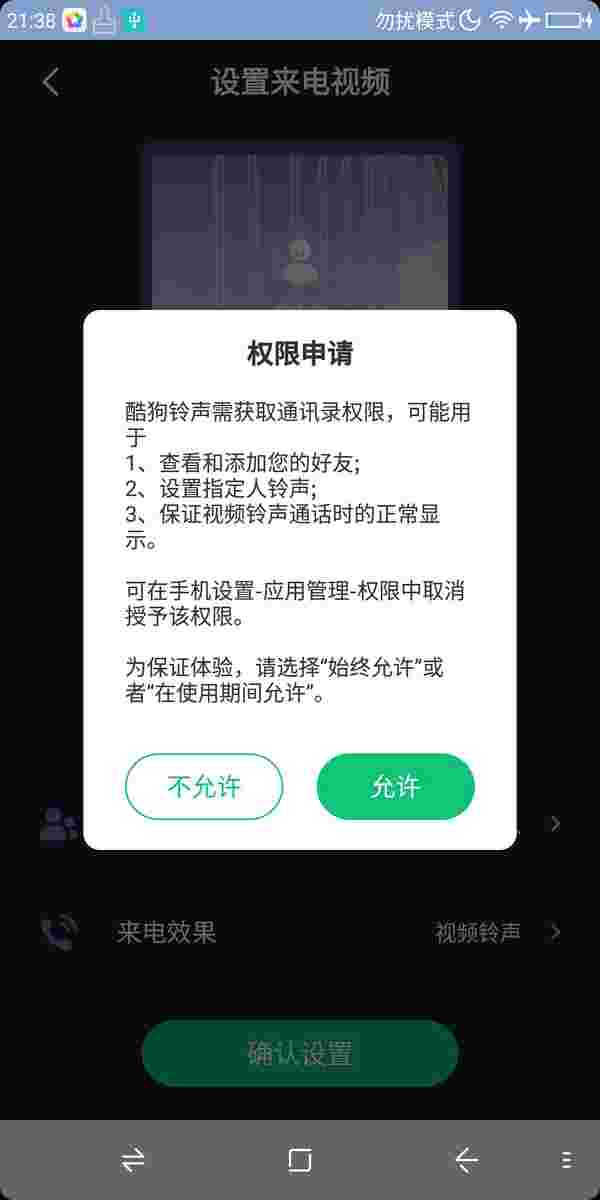 21:38
勿扰模式
设置来电视频
权限申请
酷狗铃声需获取通讯录权限，可能用
于
1、查看和添加您的好友;
2、设置指定人铃声;
3、保证视频铃声通话时的正常显
示。
可在手机设置-应用管理-权限中取消
授予该权限。
为保证体验，请选择“始终允许”或
者“在使用期间允许”。
不允许
允许
来电效果
视频铃声
确认设置